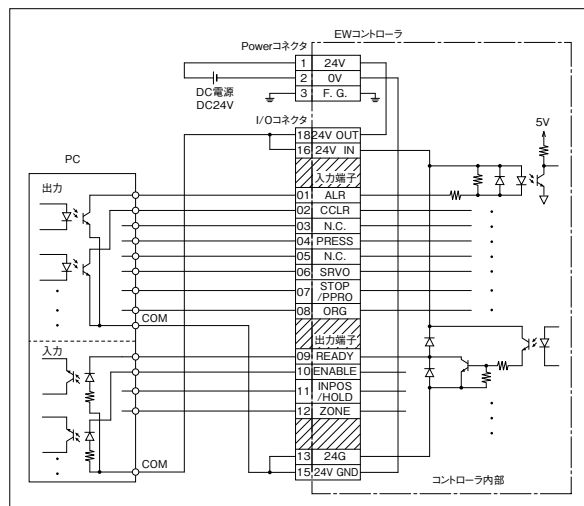 EWコントローラ
Powerコネクタ
1 24V
2 0V
3 F. G.
DC電源
DC24V
I/Oコネクタ
18 24V OUT
16 24V IN
5V
PC
入力端子
出力
01 ALR
02 CCLR
03 N.C.
04 PRESS
05 N.C.
06 SRVO
07 STOP
/PPRO
08 ORG
COM
出力端子
入力
09 READY
10 ENABLE
11 INPOS
/HOLD
12 ZONE
13 24G
COM
15 24V GND
コントローラ内部